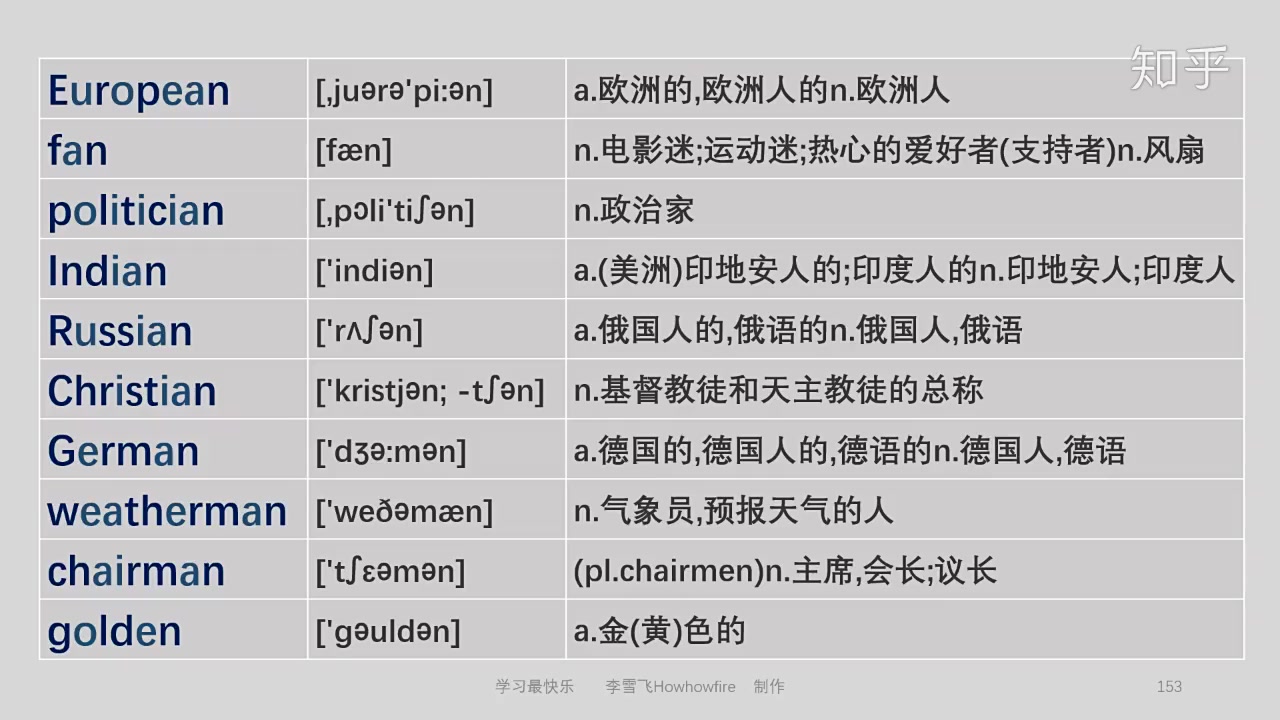 知乎
European [,juərə'pi:ən] a.欧洲的,欧洲人的n.欧洲人
fan [fæn] n.电影迷;运动迷;热心的爱好者(支持者)n.风扇
politician [,pɔli'tiʃən] n.政治家
Indian ['indiən] a.(美洲)印地安人的;印度人的n.印地安人;印度人
Russian ['rʌʃən] a.俄国人的,俄语的n.俄国人,俄语
Christian ['kristjən; -tʃən] n.基督教徒和天主教徒的总称
German ['dʒə:mən] a.德国的,德国人的,德语的n.德国人,德语
weatherman ['weðəmæn] n.气象员,预报天气的人
chairman ['tʃɛəmən] (pl.chairmen)n.主席,会长;议长
golden ['gəuldən] a.金(黄)色的
学习最快乐 李雪飞Howhowfire 制作 153